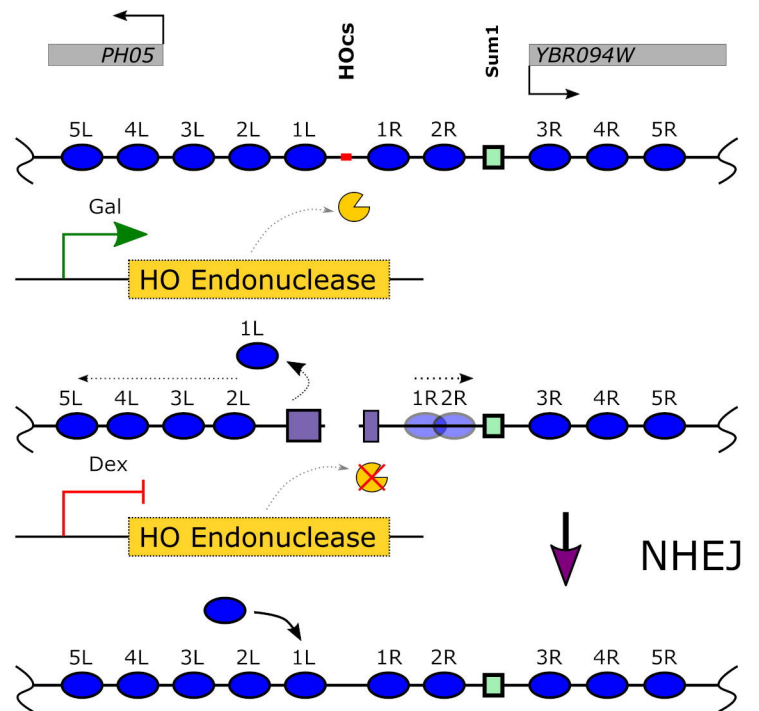 PH05
HOcs
Sum1
YBR094W
5L 4L 3L 2L 1L 1R 2R 3R 4R 5R
Gal
HO Endonuclease
1L
5L 4L 3L 2L 1R 2R 3R 4R 5R
Dex
HO Endonuclease
NHEJ
5L 4L 3L 2L 1L 1R 2R 3R 4R 5R